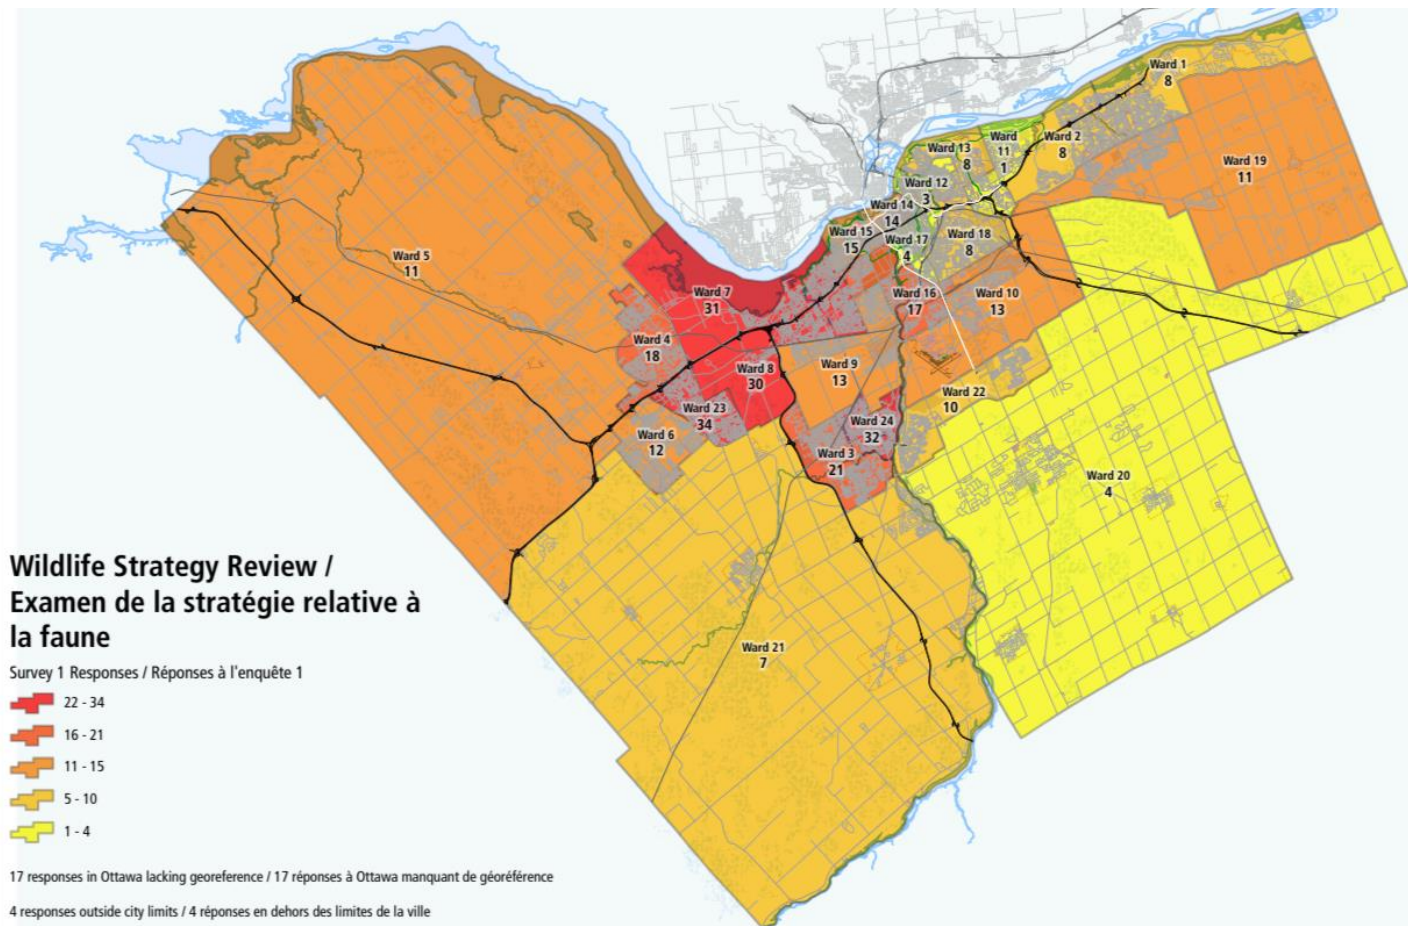 Ward 1
8
Ward 2
8
Ward
11
1
Ward 13
8
Ward 19
11
Ward 12
3
Ward 14
14
Ward 15
15
Ward 17
4
Ward 18
8
Ward 5
11
Ward 7
31
Ward 16
17
Ward 10
13
Ward 4
18
Ward 8
30
Ward 9
13
Ward 22
10
Ward 23
34
Ward 24
32
Ward 6
12
Ward 3
21
Ward 20
4
Ward 21
7
Wildlife Strategy Review /
Examen de la stratégie relative à
la faune
Survey 1 Responses / Réponses à l'enquête 1
22 - 34
16 - 21
11 - 15
5 - 10
1 - 4
17 responses in Ottawa lacking georeference / 17 réponses à Ottawa manquant de géoréférence
4 responses outside city limits / 4 réponses en dehors des limites de la ville